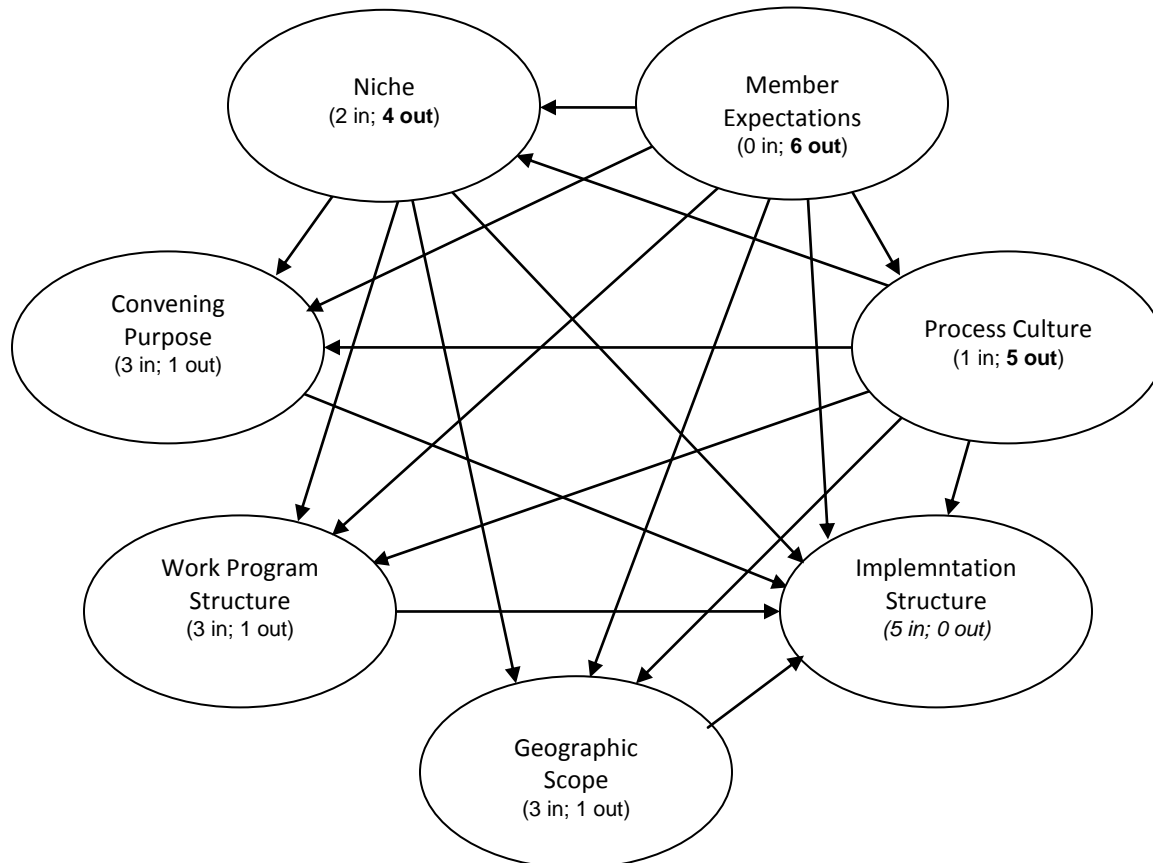 Niche
(2 in; 4 out)
Member
Expectations
(0 in; 6 out)
Convening
Purpose
(3 in; 1 out)
Process Culture
(1 in; 5 out)
Work Program
Structure
(3 in; 1 out)
Implemntation
Structure
(5 in; 0 out)
Geographic
Scope
(3 in; 1 out)